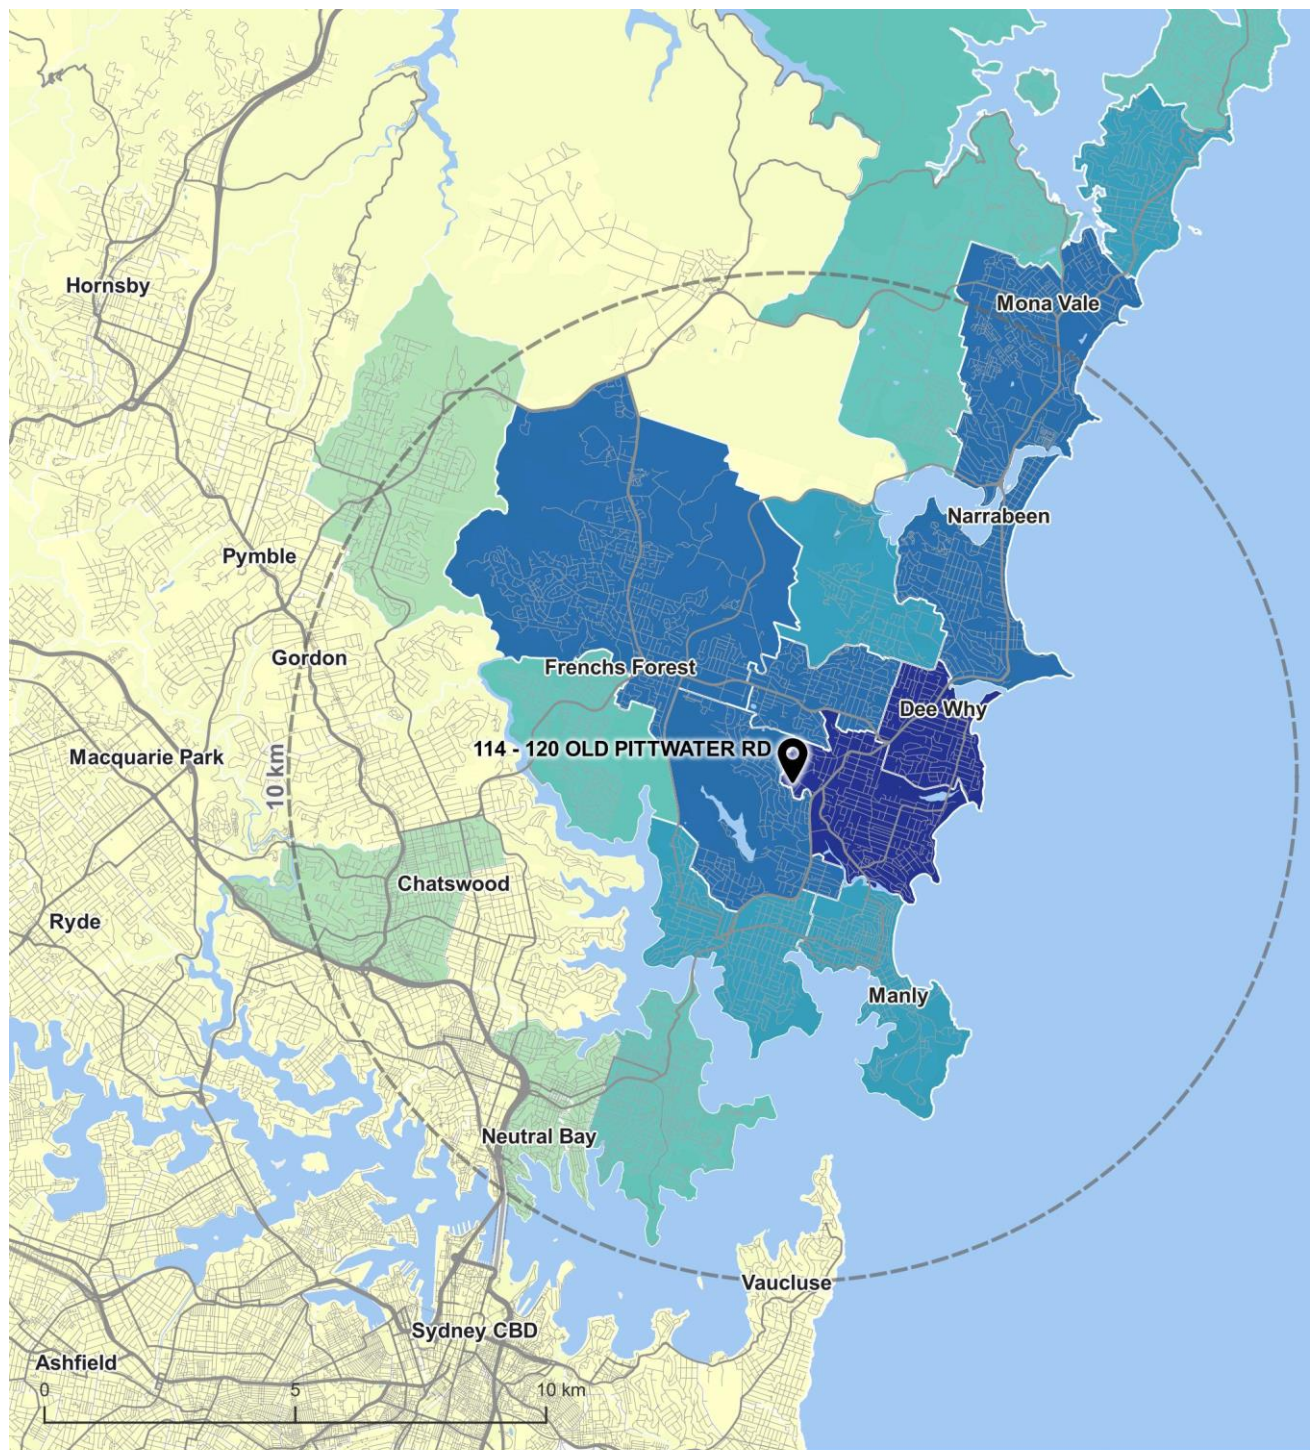 Hornsby
Mona Vale
Narrabeen
Pymble
Gordon
Frenchs Forest
Dee Why
114 - 120 OLD PITTWATER RD
Macquarie Park
10 km
Chatswood
Ryde
Manly
Neutral Bay
Vaucluse
Sydney CBD
Ashfield
0 5 10 km